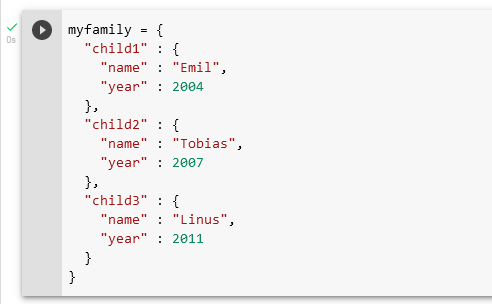 myfamily = {
  "child1" : {
    "name" : "Emil",
    "year" : 2004
  },
  "child2" : {
    "name" : "Tobias",
    "year" : 2007
  },
  "child3" : {
    "name" : "Linus",
    "year" : 2011
  }
}
0s